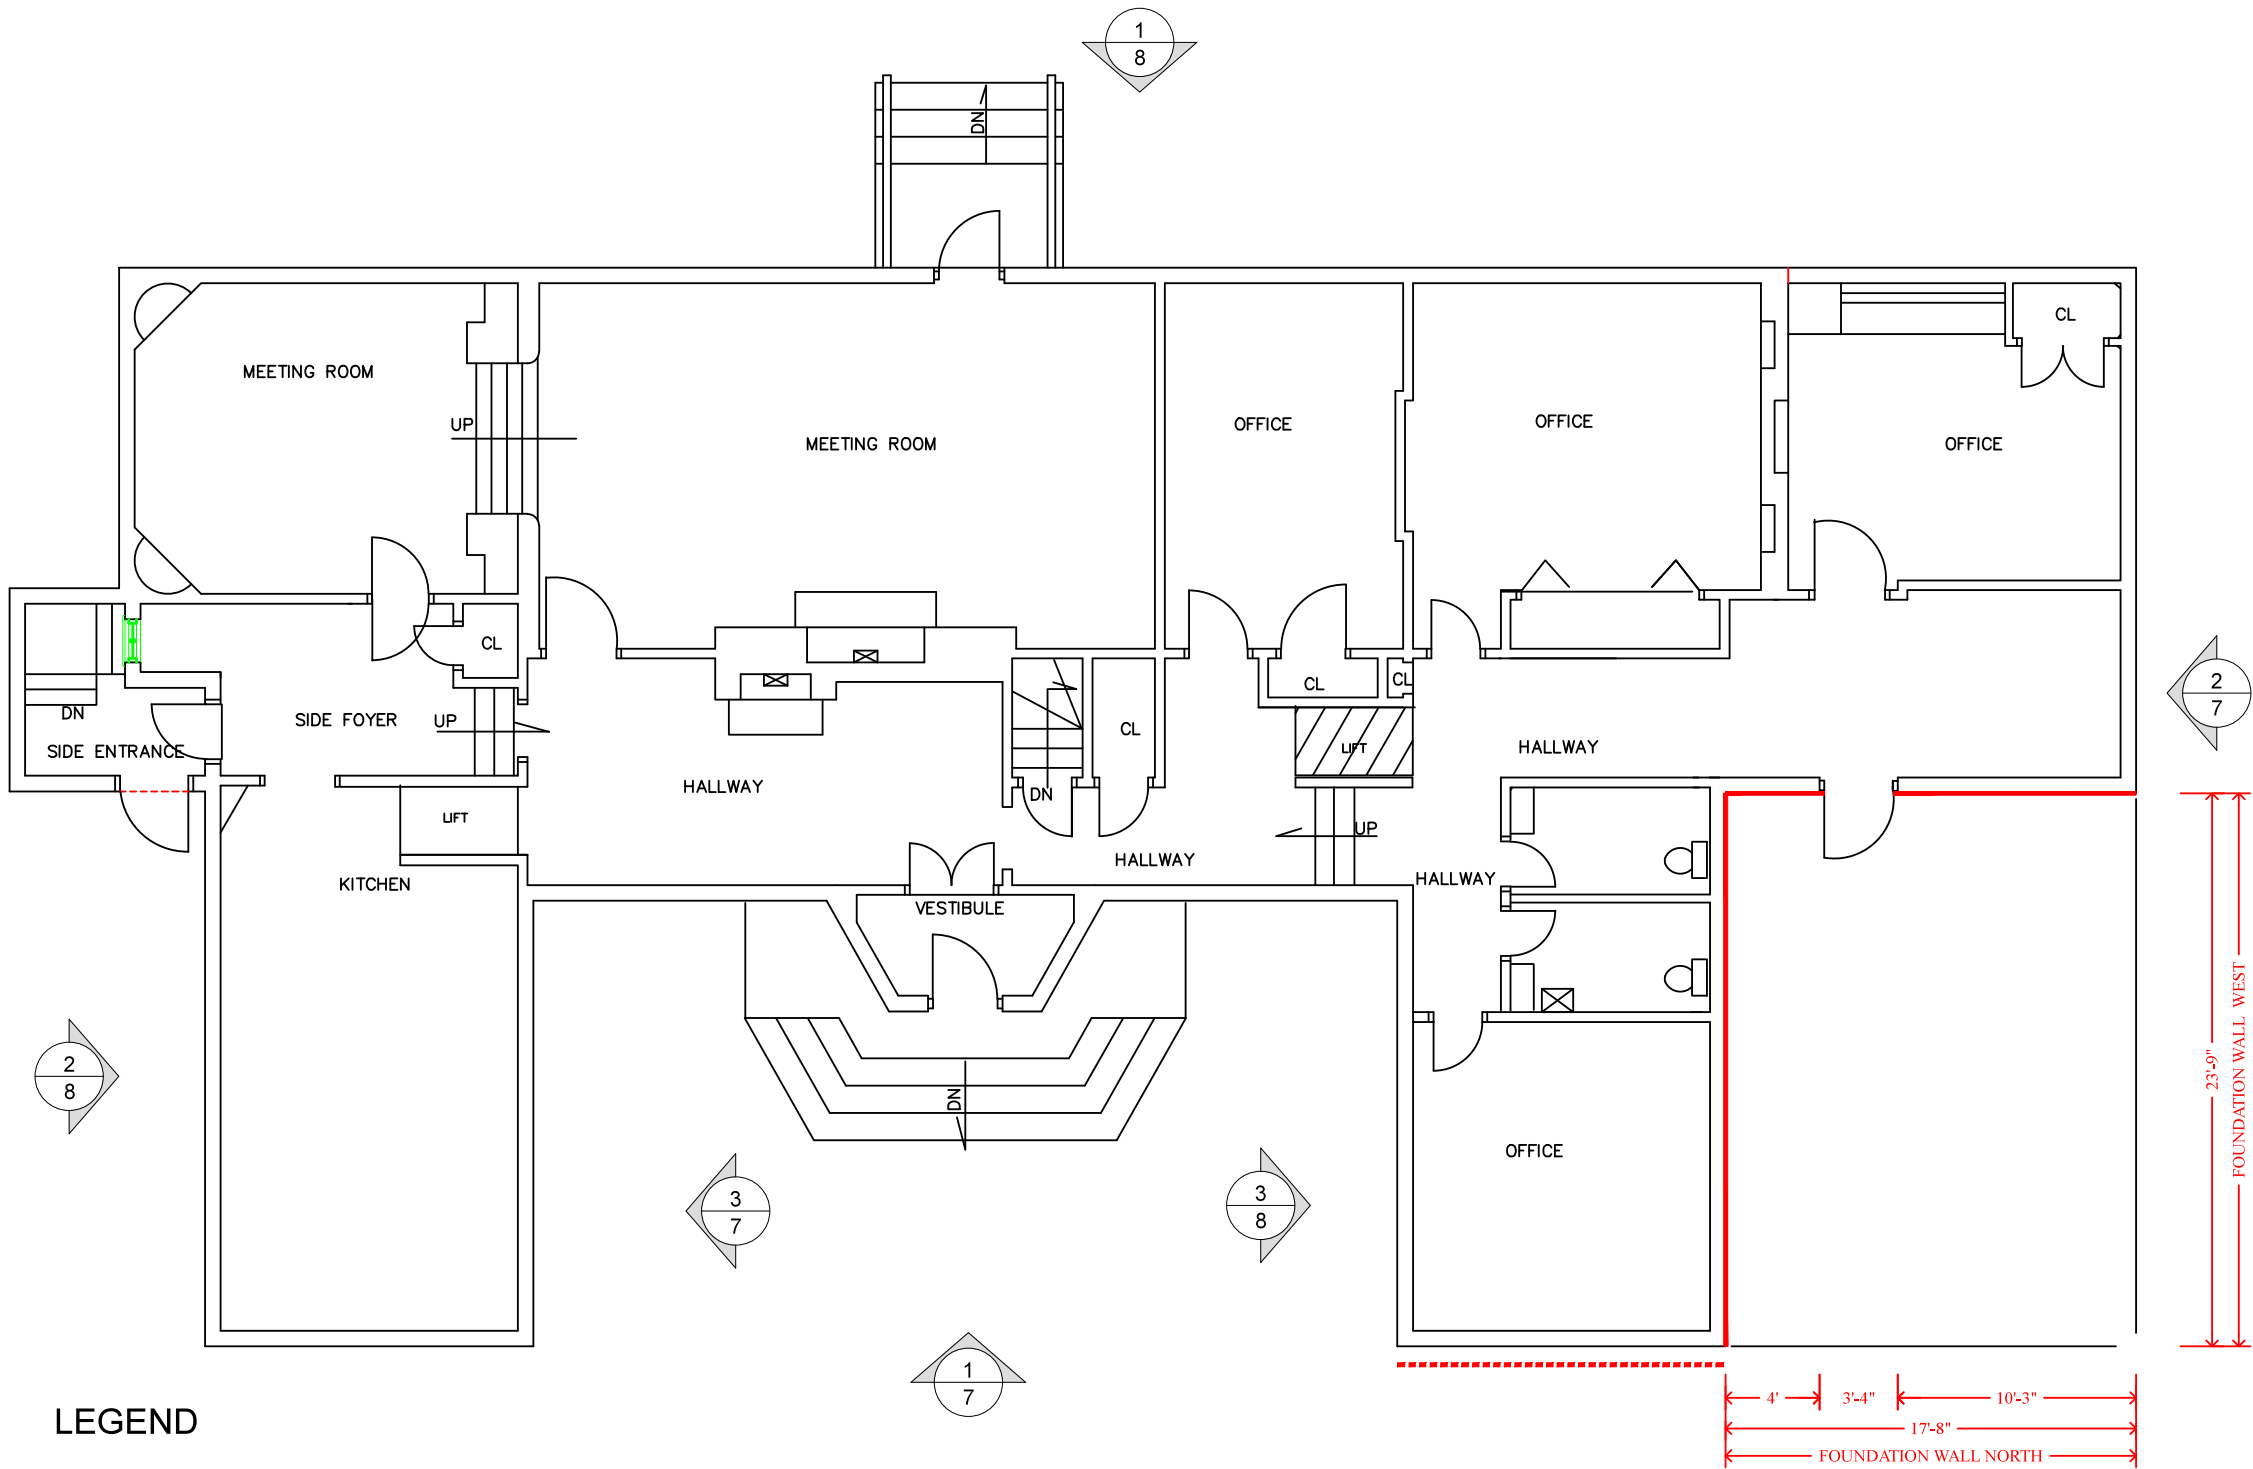 1
8
DN
CL
MEETING ROOM
UP
MEETING ROOM
OFFICE
OFFICE
OFFICE
CL
CL
CL
2
7
DN
SIDE FOYER
UP
CL
LIFT
HALLWAY
SIDE ENTRANCE
HALLWAY
DN
LIFT
UP
HALLWAY
HALLWAY
KITCHEN
VESTIBULE
2
8
DN
23'-9"
FOUNDATION WALL WEST
OFFICE
3
7
3
8
1
7
4'
3'-4"
10'-3"
17'-8"
FOUNDATION WALL NORTH
LEGEND